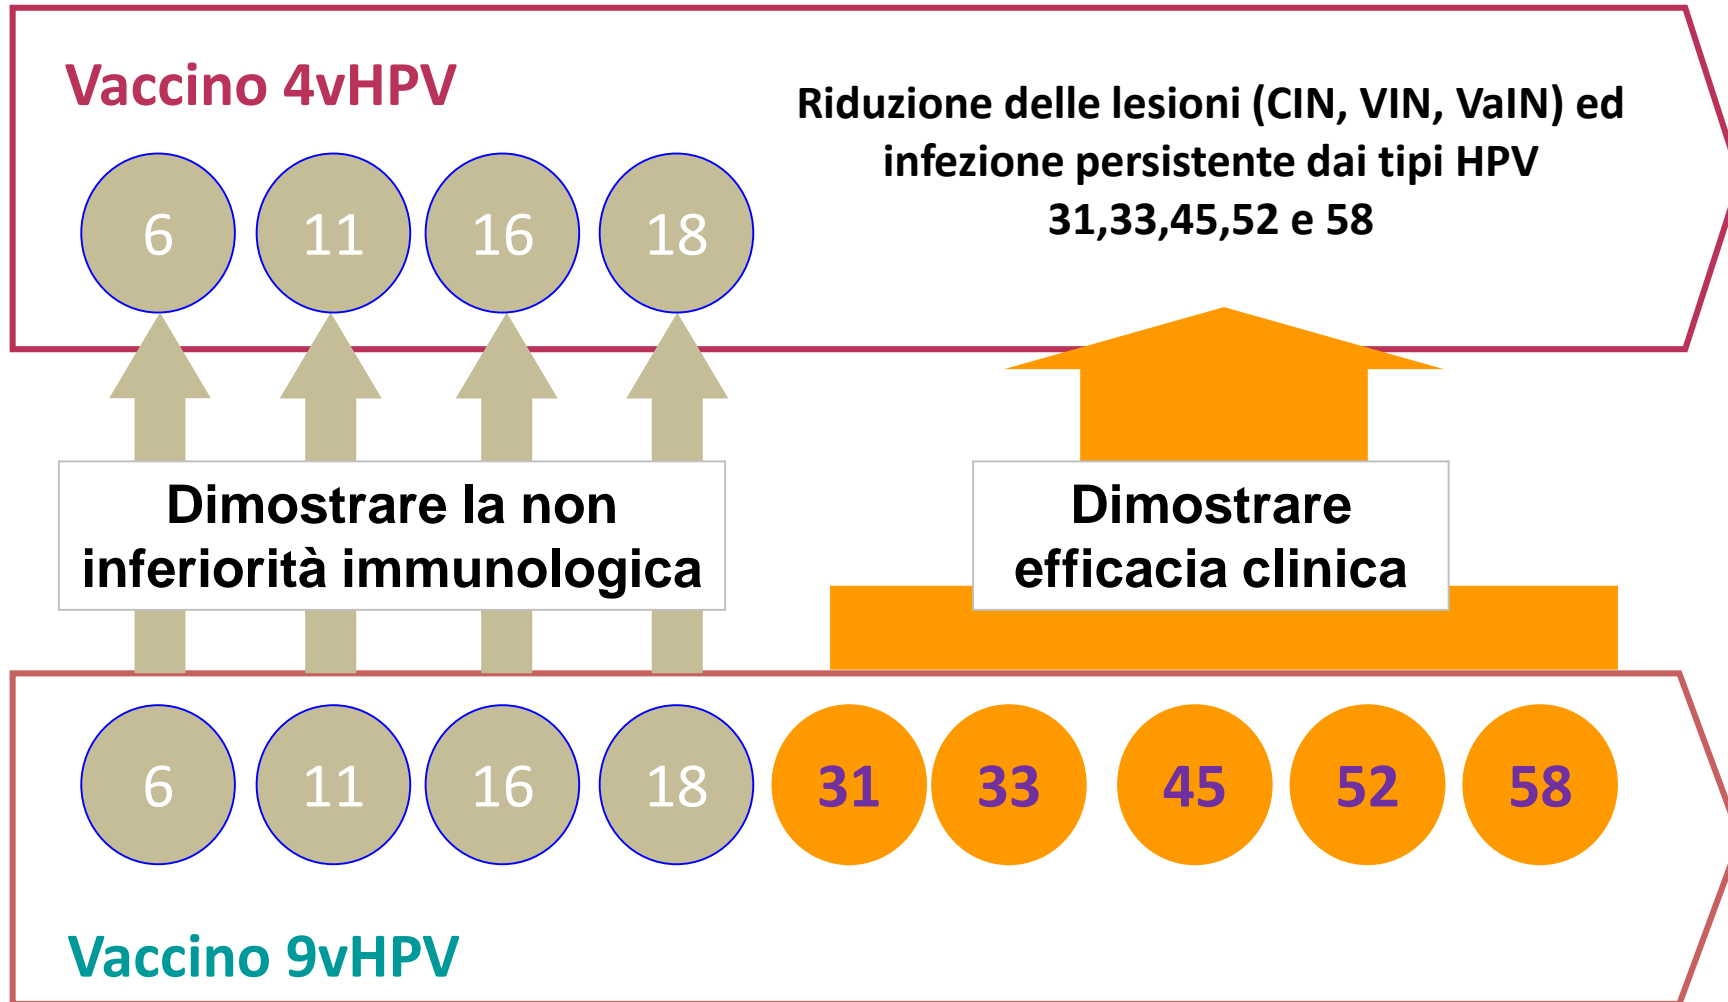 Vaccino 4vHPV
Riduzione delle lesioni (CIN, VIN, VaIN) ed
infezione persistente dai tipi HPV
31,33,45,52 e 58
6 11 16 18
Dimostrare la non
inferiorità immunologica
Dimostrare
efficacia clinica
6 11 16 18 31 33 45 52 58
Vaccino 9vHPV